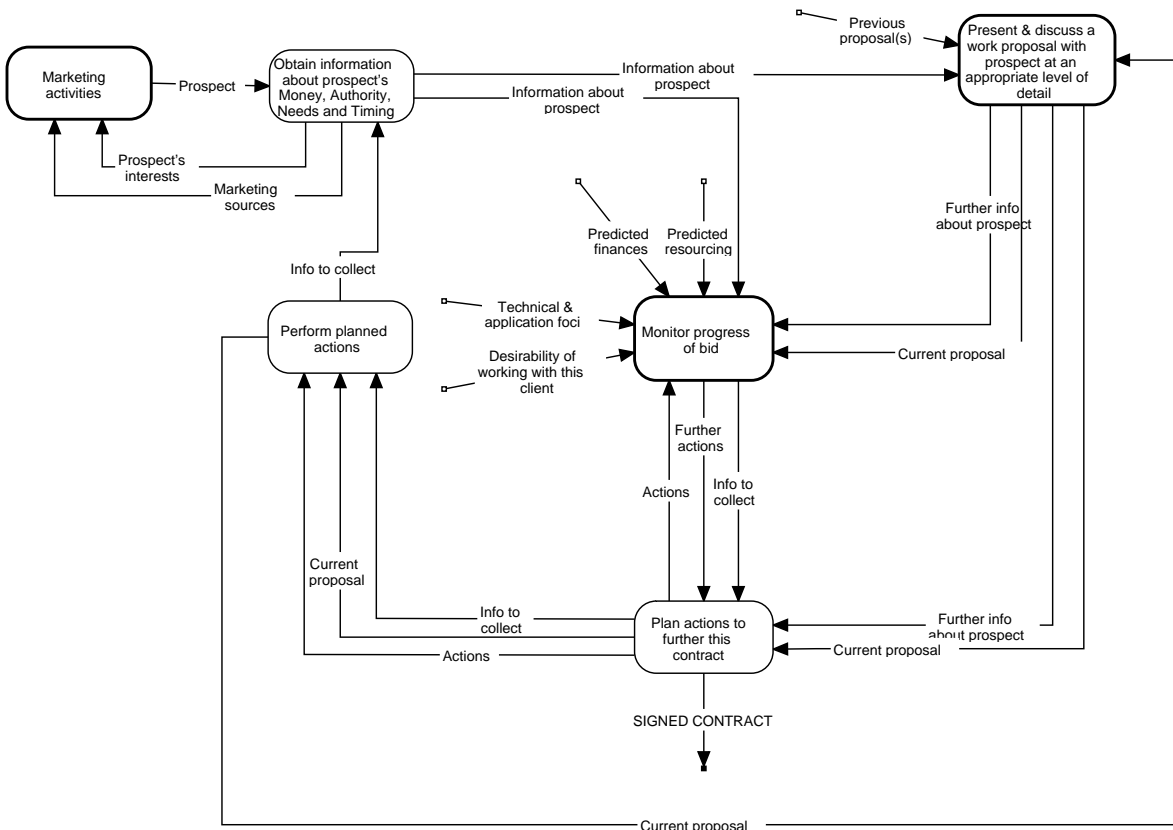 Marketing
activities
Prospect
Obtain information
about prospect's
Money, Authority,
Needs and Timing
Information about
prospect
Information about
prospect
Previous
proposal(s)
Present & discuss a
work proposal with
prospect at an
appropriate level of
detail
Prospect's
interests
Marketing
sources
Further info
about prospect
Predicted
finances
Predicted
resourcing
Info to collect
Technical &
application foci
Perform planned
actions
Monitor progress
of bid
Desirability of
working with this
client
Current proposal
Further
actions
Actions
Info to
collect
Current
proposal
Info to
collect
Plan actions to
further this
contract
Further info
about prospect
Actions
Current proposal
SIGNED CONTRACT
Current proposal